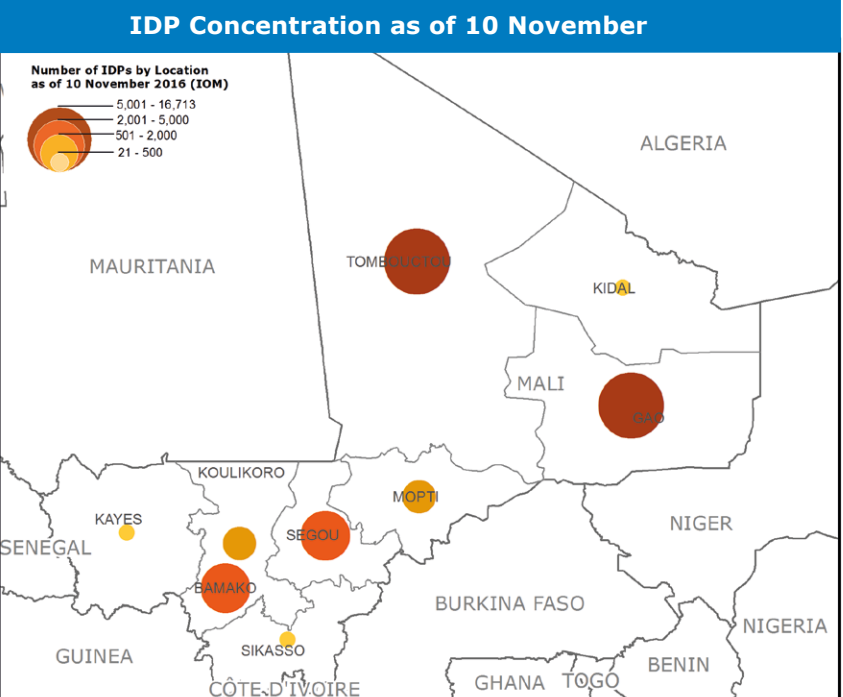 IDP Concentration as of 10 November
Number of IDPs by Location
as of 10 November 2016 (IOM)
5,001 - 16,713
2,001 - 5,000
501 - 2,000
21 - 500
ALGERIA
MAURITANIA
TOMBOUCTOU
KIDAL
MALI
GAO
KOULIKORO
MOPTI
KAYES
SEGOU
NIGER
SENEGAL
BAMAKO
BURKINA FASO
NIGERIA
SIKASSO
GUINEA
BENIN
CÔTE D'IVOIRE
GHANA
TOGO